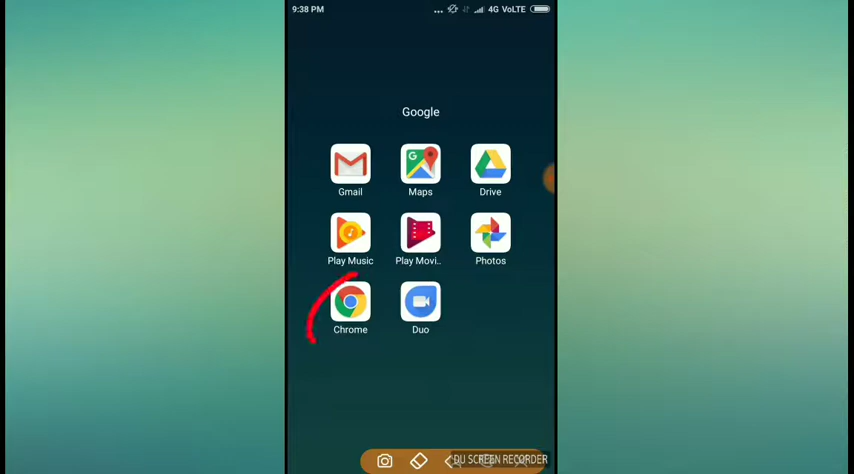 9:38 PM
4G VoLTE
Google
Gmail
Maps
Drive
Play Music
Play Movi..
Photos
Chrome
Duo
DU SCREEN RECORDER